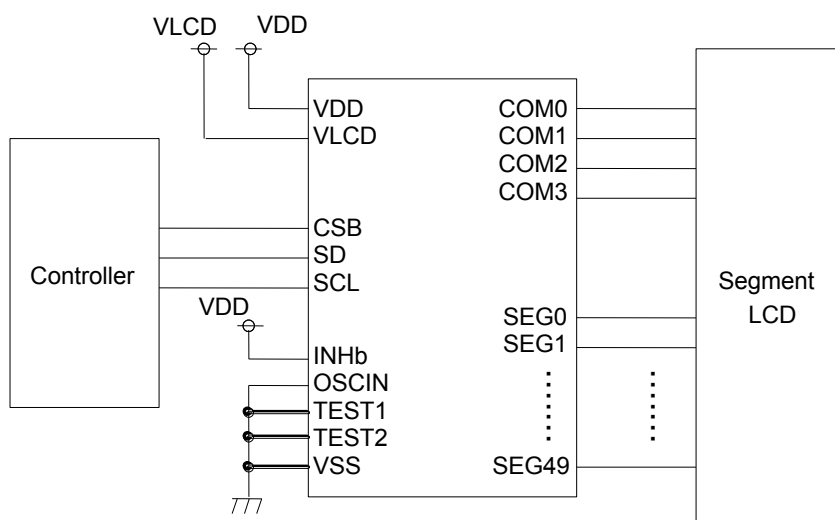 VLCD
VDD
VDD
VLCD
COM0
COM1
COM2
COM3
CSB
SD
SCL
Controller
Segment
LCD
VDD
SEG0
SEG1
INHb
OSCIN
TEST1
TEST2
VSS
SEG49